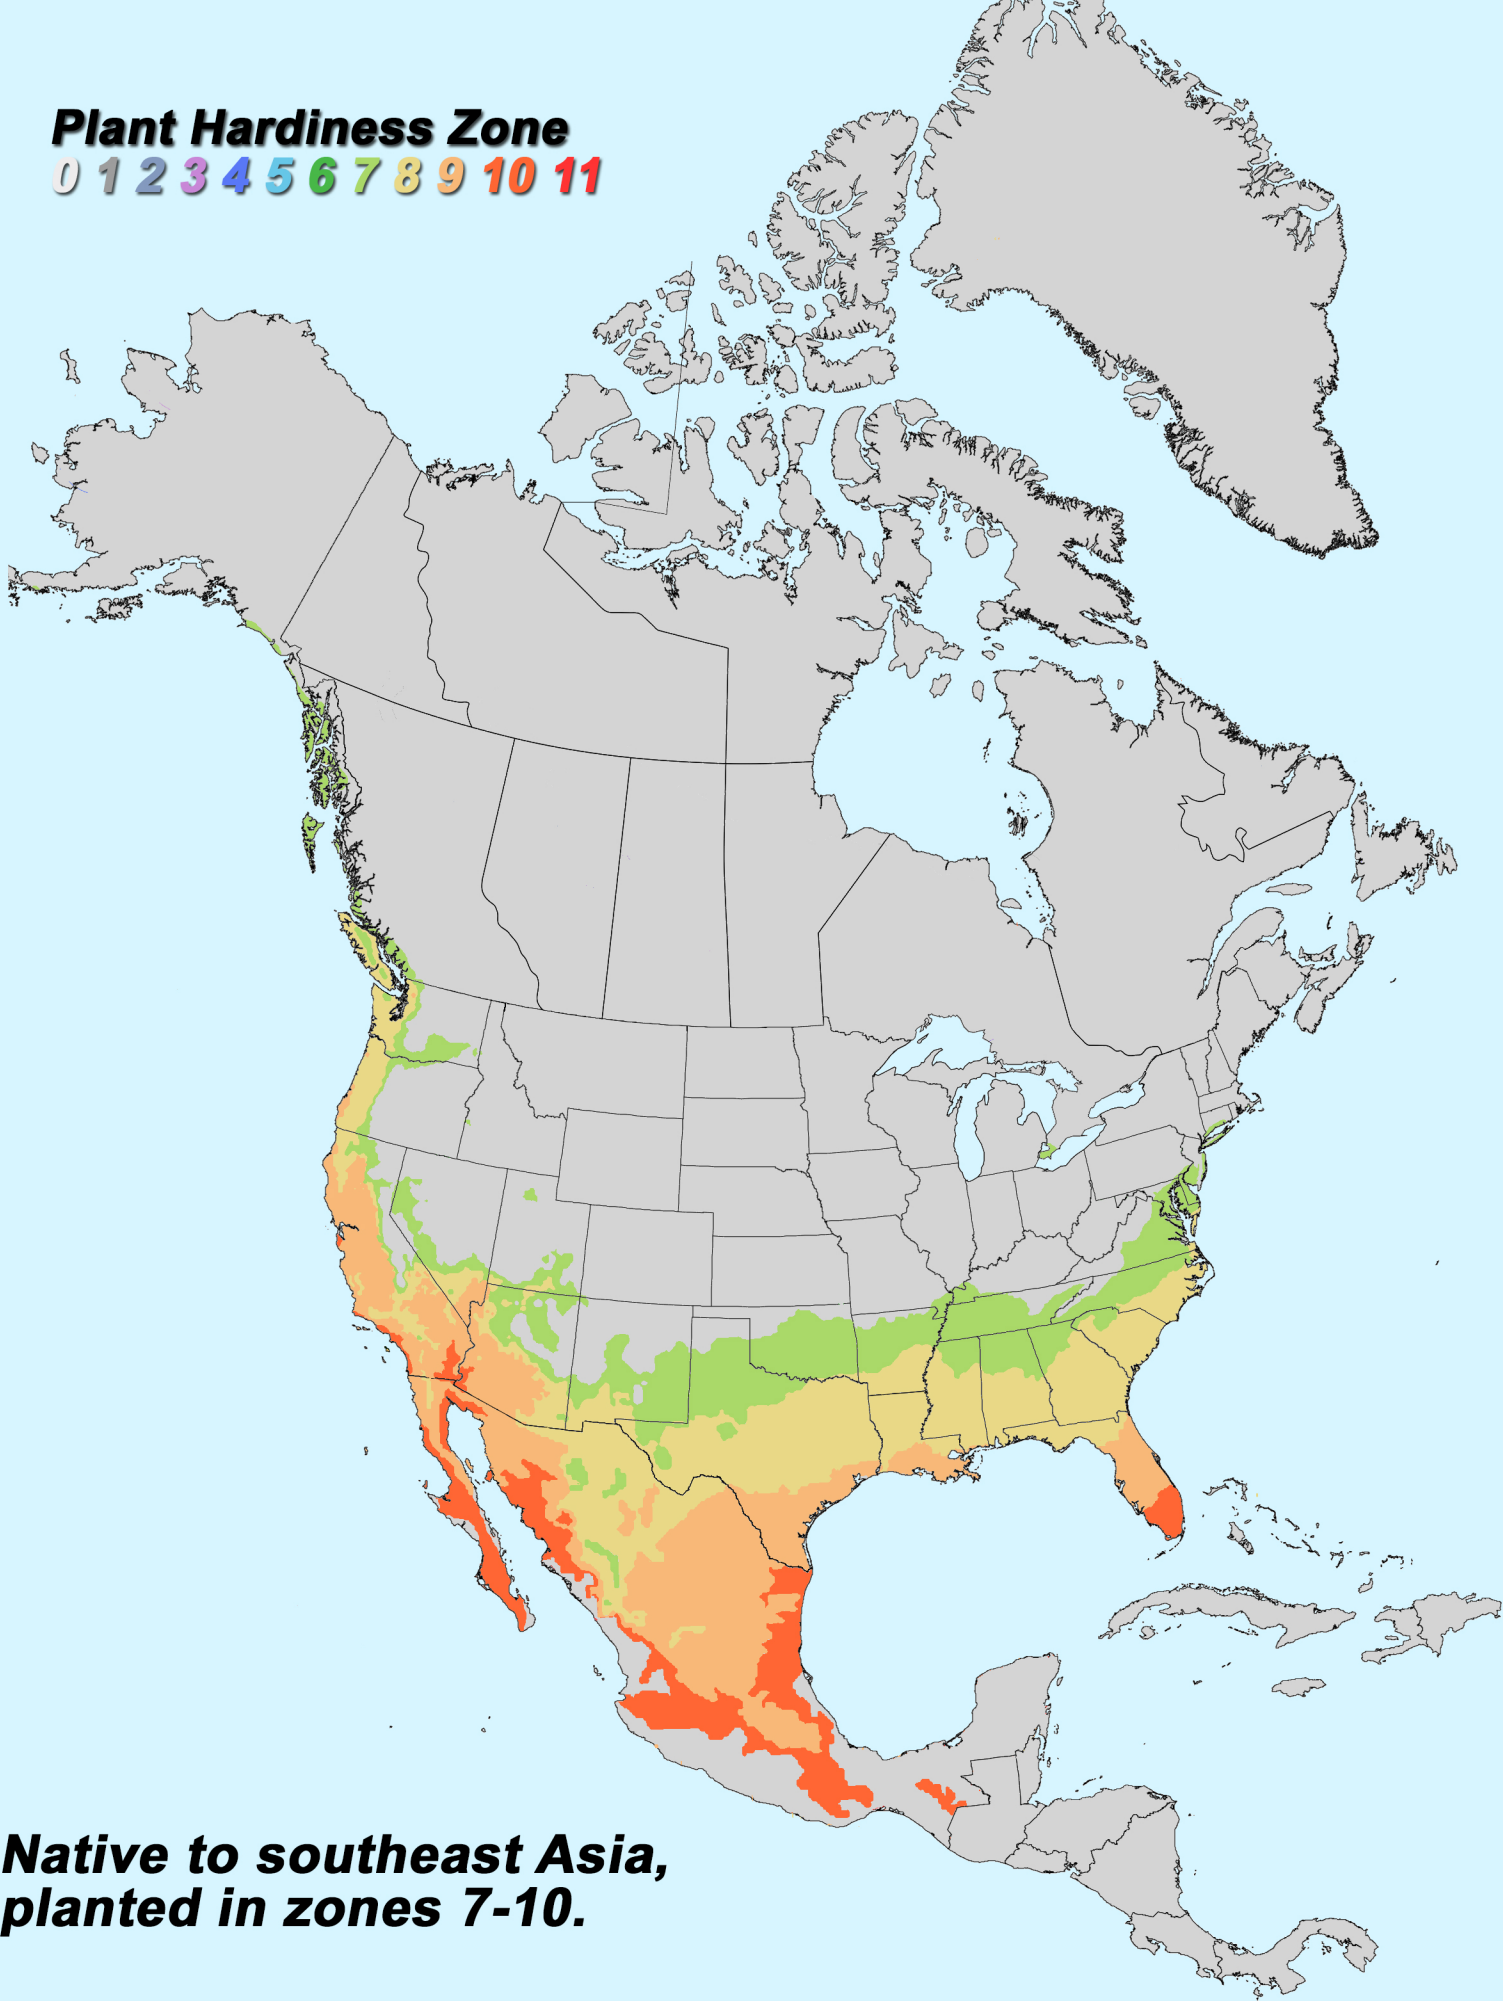 Plant Hardiness Zone
0 1 2 3 4 5 6 7 8 9 10 11
Native to southeast Asia,
planted in zones 7-10.